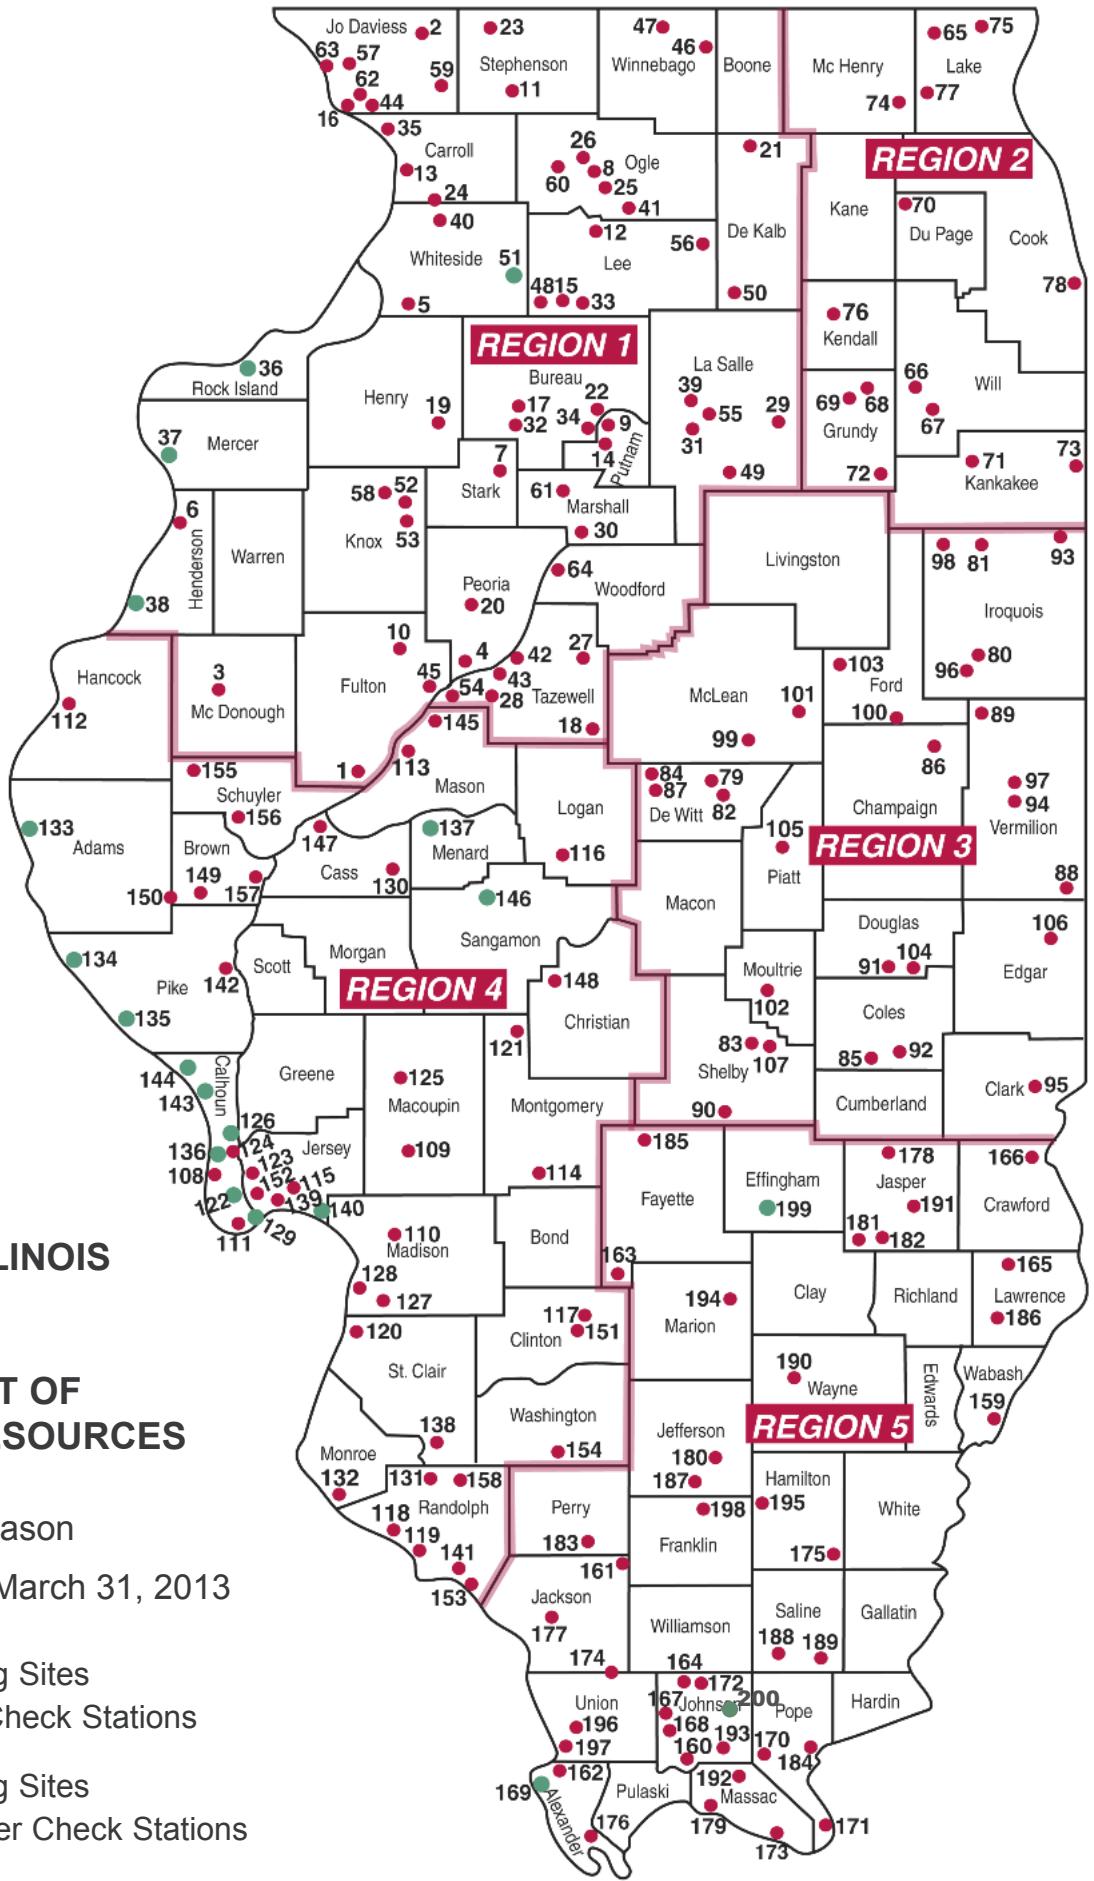 Jo Daviess
2
23
47
46
65
75
63
57
Stephenson
Winnebago
Boone
Mc Henry
Lake
62
59
11
74
77
16
44
35
Carroll
26
Ogle
21
REGION 2
13
60
8
25
24
41
Kane
70
40
12
De Kalb
Du Page
Cook
Whiteside
51
Lee
56
48
15
33
50
78
5
76
REGION 1
Kendall
36
Bureau
La Salle
Rock Island
Henry
39
66
Will
19
17
22
55
29
69
68
32
34
9
31
Grundy
67
37
Mercer
14
Putnam
7
49
72
71
73
Stark
Kankakee
58
52
61
Marshall
6
53
30
Henderson
Warren
Knox
Livingston
98
81
93
64
Peoria
Woodford
38
20
Iroquois
10
4
42
27
80
Hancock
3
45
43
103
96
Fulton
54
28
Tazewell
McLean
Ford
112
Mc Donough
145
18
101
100
89
155
1
113
99
86
Schuyler
Mason
84
79
97
87
De Witt
82
94
156
Logan
Champaign
Vermilion
133
147
137
105
REGION 3
Adams
Brown
Menard
116
149
Cass
Piatt
88
150
157
130
146
Macon
Douglas
106
134
Morgan
Sangamon
Scott
91
104
Edgar
142
REGION 4
148
Moultrie
Pike
102
135
Christian
Coles
121
83
107
85
92
144
Calhoun
Greene
125
Shelby
Clark
95
143
Macoupin
Montgomery
90
Cumberland
126
136
124
Jersey
109
185
178
166
108
123
114
Effingham
Jasper
152
115
Fayette
199
191
Crawford
122
139
140
181
182
111
129
110
Bond
LINOIS
Madison
163
165
128
127
194
Clay
Richland
Lawrence
117
Marion
186
120
Clinton
151
190
St. Clair
Wayne
Edwards
Wabash
T OF
159
Washington
REGION 5
ESOURCES
138
Jefferson
Monroe
154
180
132
131
158
187
Hamilton
Randolph
Perry
198
195
White
118
ason
119
183
Franklin
141
161
175
March 31, 2013
153
Jackson
177
Williamson
Saline
Gallatin
188
189
g Sites
174
164
172
Check Stations
Union
167
Johnson
200
Pope
Hardin
196
168
193
170
197
160
184
g Sites
162
169
Alexander
Pulaski
192
Massac
er Check Stations
176
179
173
171